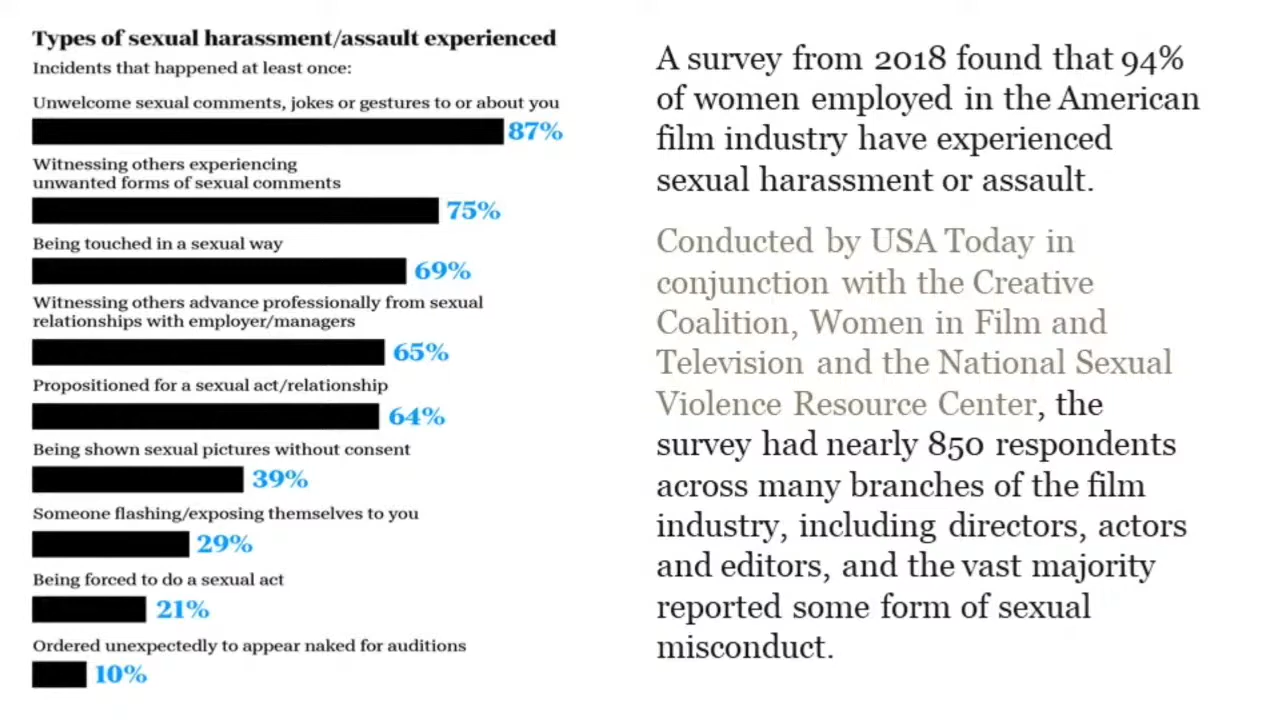 Types of sexual harassment/assault experienced
Incidents that happened at least once:
Unwelcome sexual comments, jokes or gestures to or about you
87%
Witnessing others experiencing
unwanted forms of sexual comments
75%
Being touched in a sexual way
69%
Witnessing others advance professionally from sexual
relationships with employer/managers
65%
Propositioned for a sexual act/relationship
64%
Being shown sexual pictures without consent
39%
Someone flashing/exposing themselves to you
29%
Being forced to do a sexual act
21%
Ordered unexpectedly to appear naked for auditions
10%
A survey from 2018 found that 94%
of women employed in the American
film industry have experienced
sexual harassment or assault.
Conducted by USA Today in
conjunction with the Creative
Coalition, Women in Film and
Television and the National Sexual
Violence Resource Center, the
survey had nearly 850 respondents
across many branches of the film
industry, including directors, actors
and editors, and the vast majority
reported some form of sexual
misconduct.